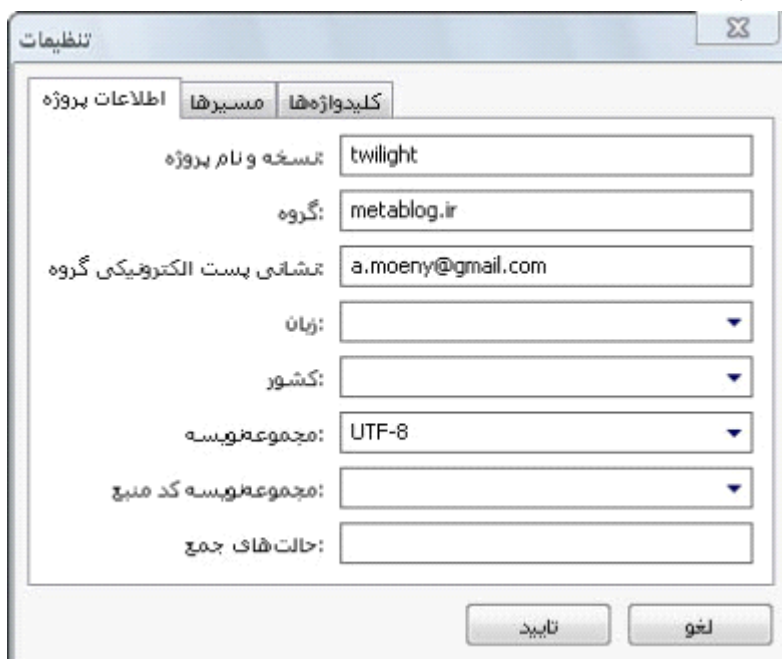 تنظیمات
اطلاعات پروژه
مسیرها
کلیدواژه‌ها
نسخه و نام پروژه:
twilight
گروه:
metablog.ir
نشانی پست الکترونیکی گروه:
a.moeny@gmail.com
زبان:
کشور:
مجموعه‌نویسه:
UTF-8
مجموعه‌نویسه کد منبع:
حالت‌های جمع:
تایید
لغو